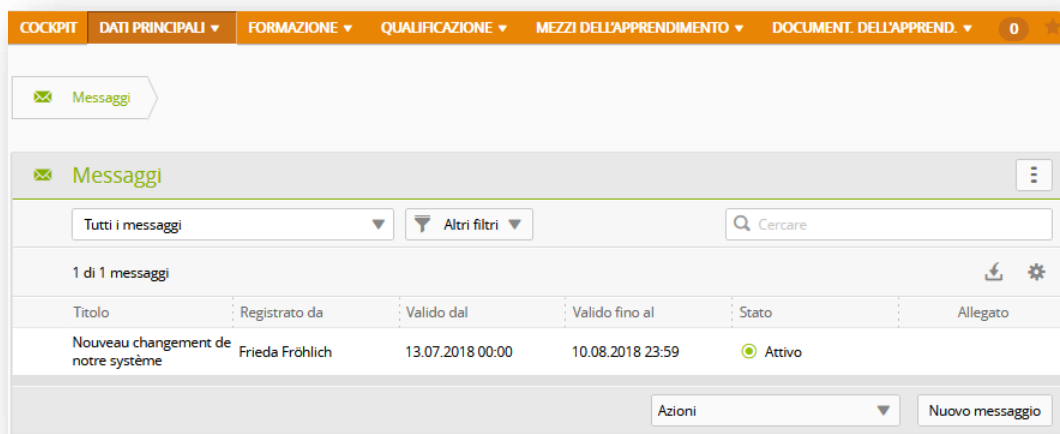 COCKPIT DATI PRINCIPALI FORMAZIONE QUALIFICAZIONE MEZZI DELL'APPRENDIMENTO DOCUMENT. DELL'APPREND. 0
Messaggi
Messaggi
Tutti i messaggi Altri filtri Cercare
1 di 1 messaggi
Titolo Registrato da Valido dal Valido fino al Stato Allegato
Nouveau changement de notre système Frieda Fröhlich 13.07.2018 00:00 10.08.2018 23:59 Attivo
Azioni Nuovo messaggio